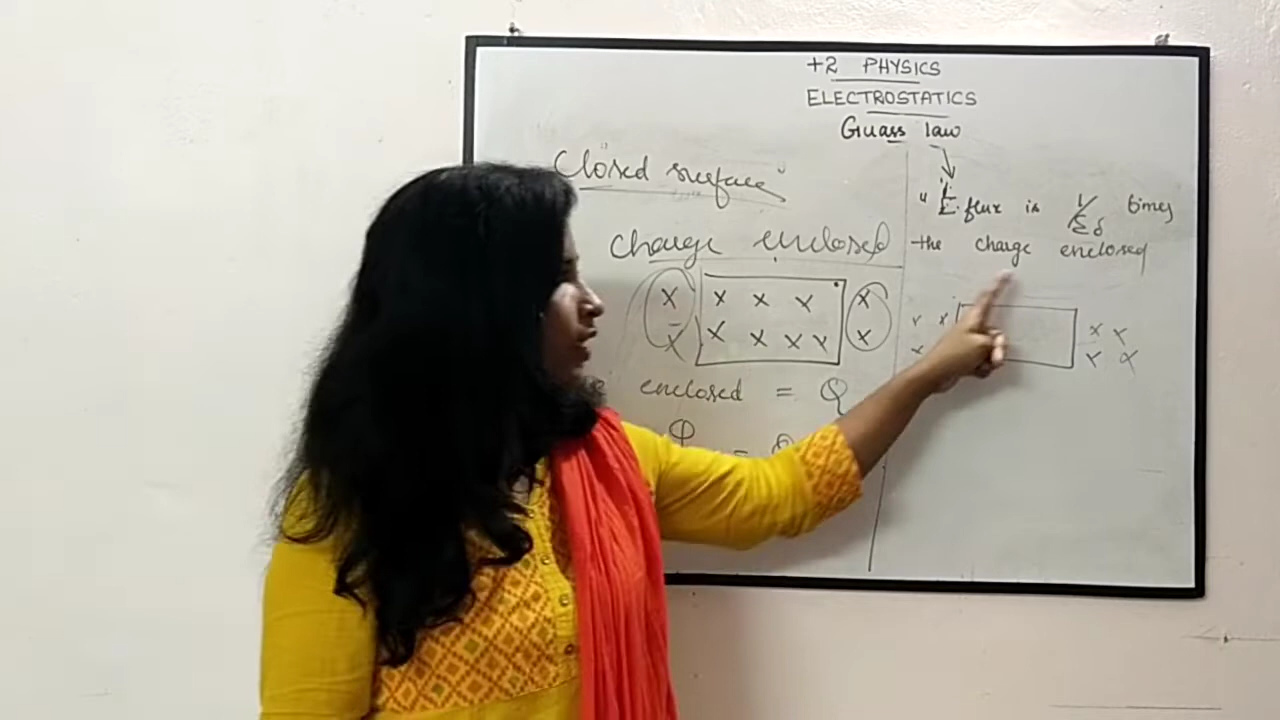 +2 PHYSICS
ELECTROSTATICS
Guass law
Closed surface
charge enclosed
X X X X X
X X X X X X
enclosed = Q
φ =
"E.flux is 1/ε₀ times
the charge enclosed
x x x x
x x x